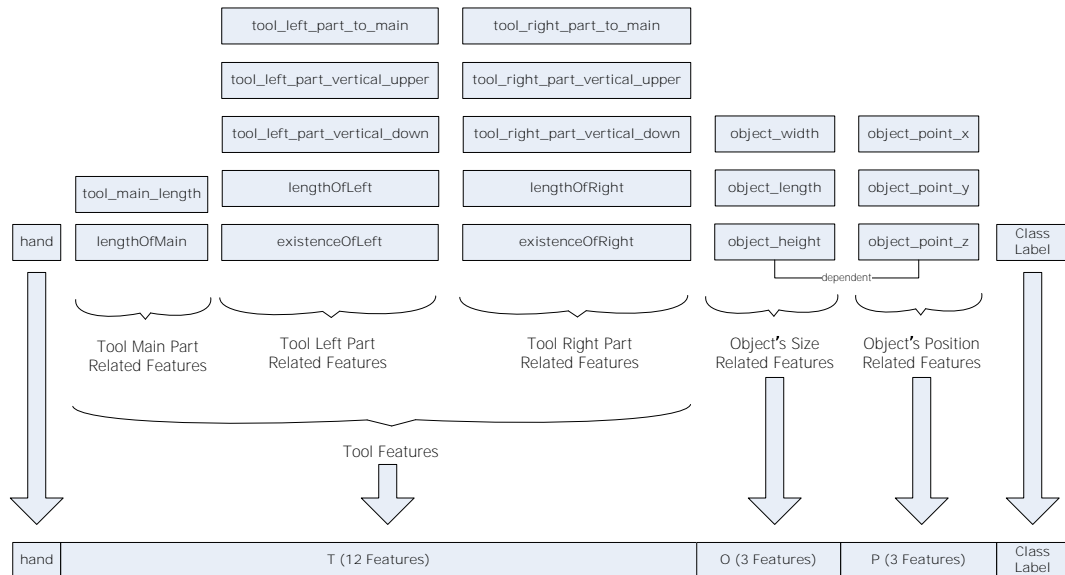 tool_left_part_to_main
tool_right_part_to_main
tool_left_part_vertical_upper
tool_right_part_vertical_upper
tool_left_part_vertical_down
tool_right_part_vertical_down
object_width
object_point_x
tool_main_length
lengthOfLeft
lengthOfRight
object_length
object_point_y
hand
lengthOfMain
existenceOfLeft
existenceOfRight
object_height
object_point_z
Class
Label
dependent
Tool Main Part
Related Features
Tool Left Part
Related Features
Tool Right Part
Related Features
Object's Size
Related Features
Object's Position
Related Features
Tool Features
hand
T (12 Features)
O (3 Features)
P (3 Features)
Class
Label